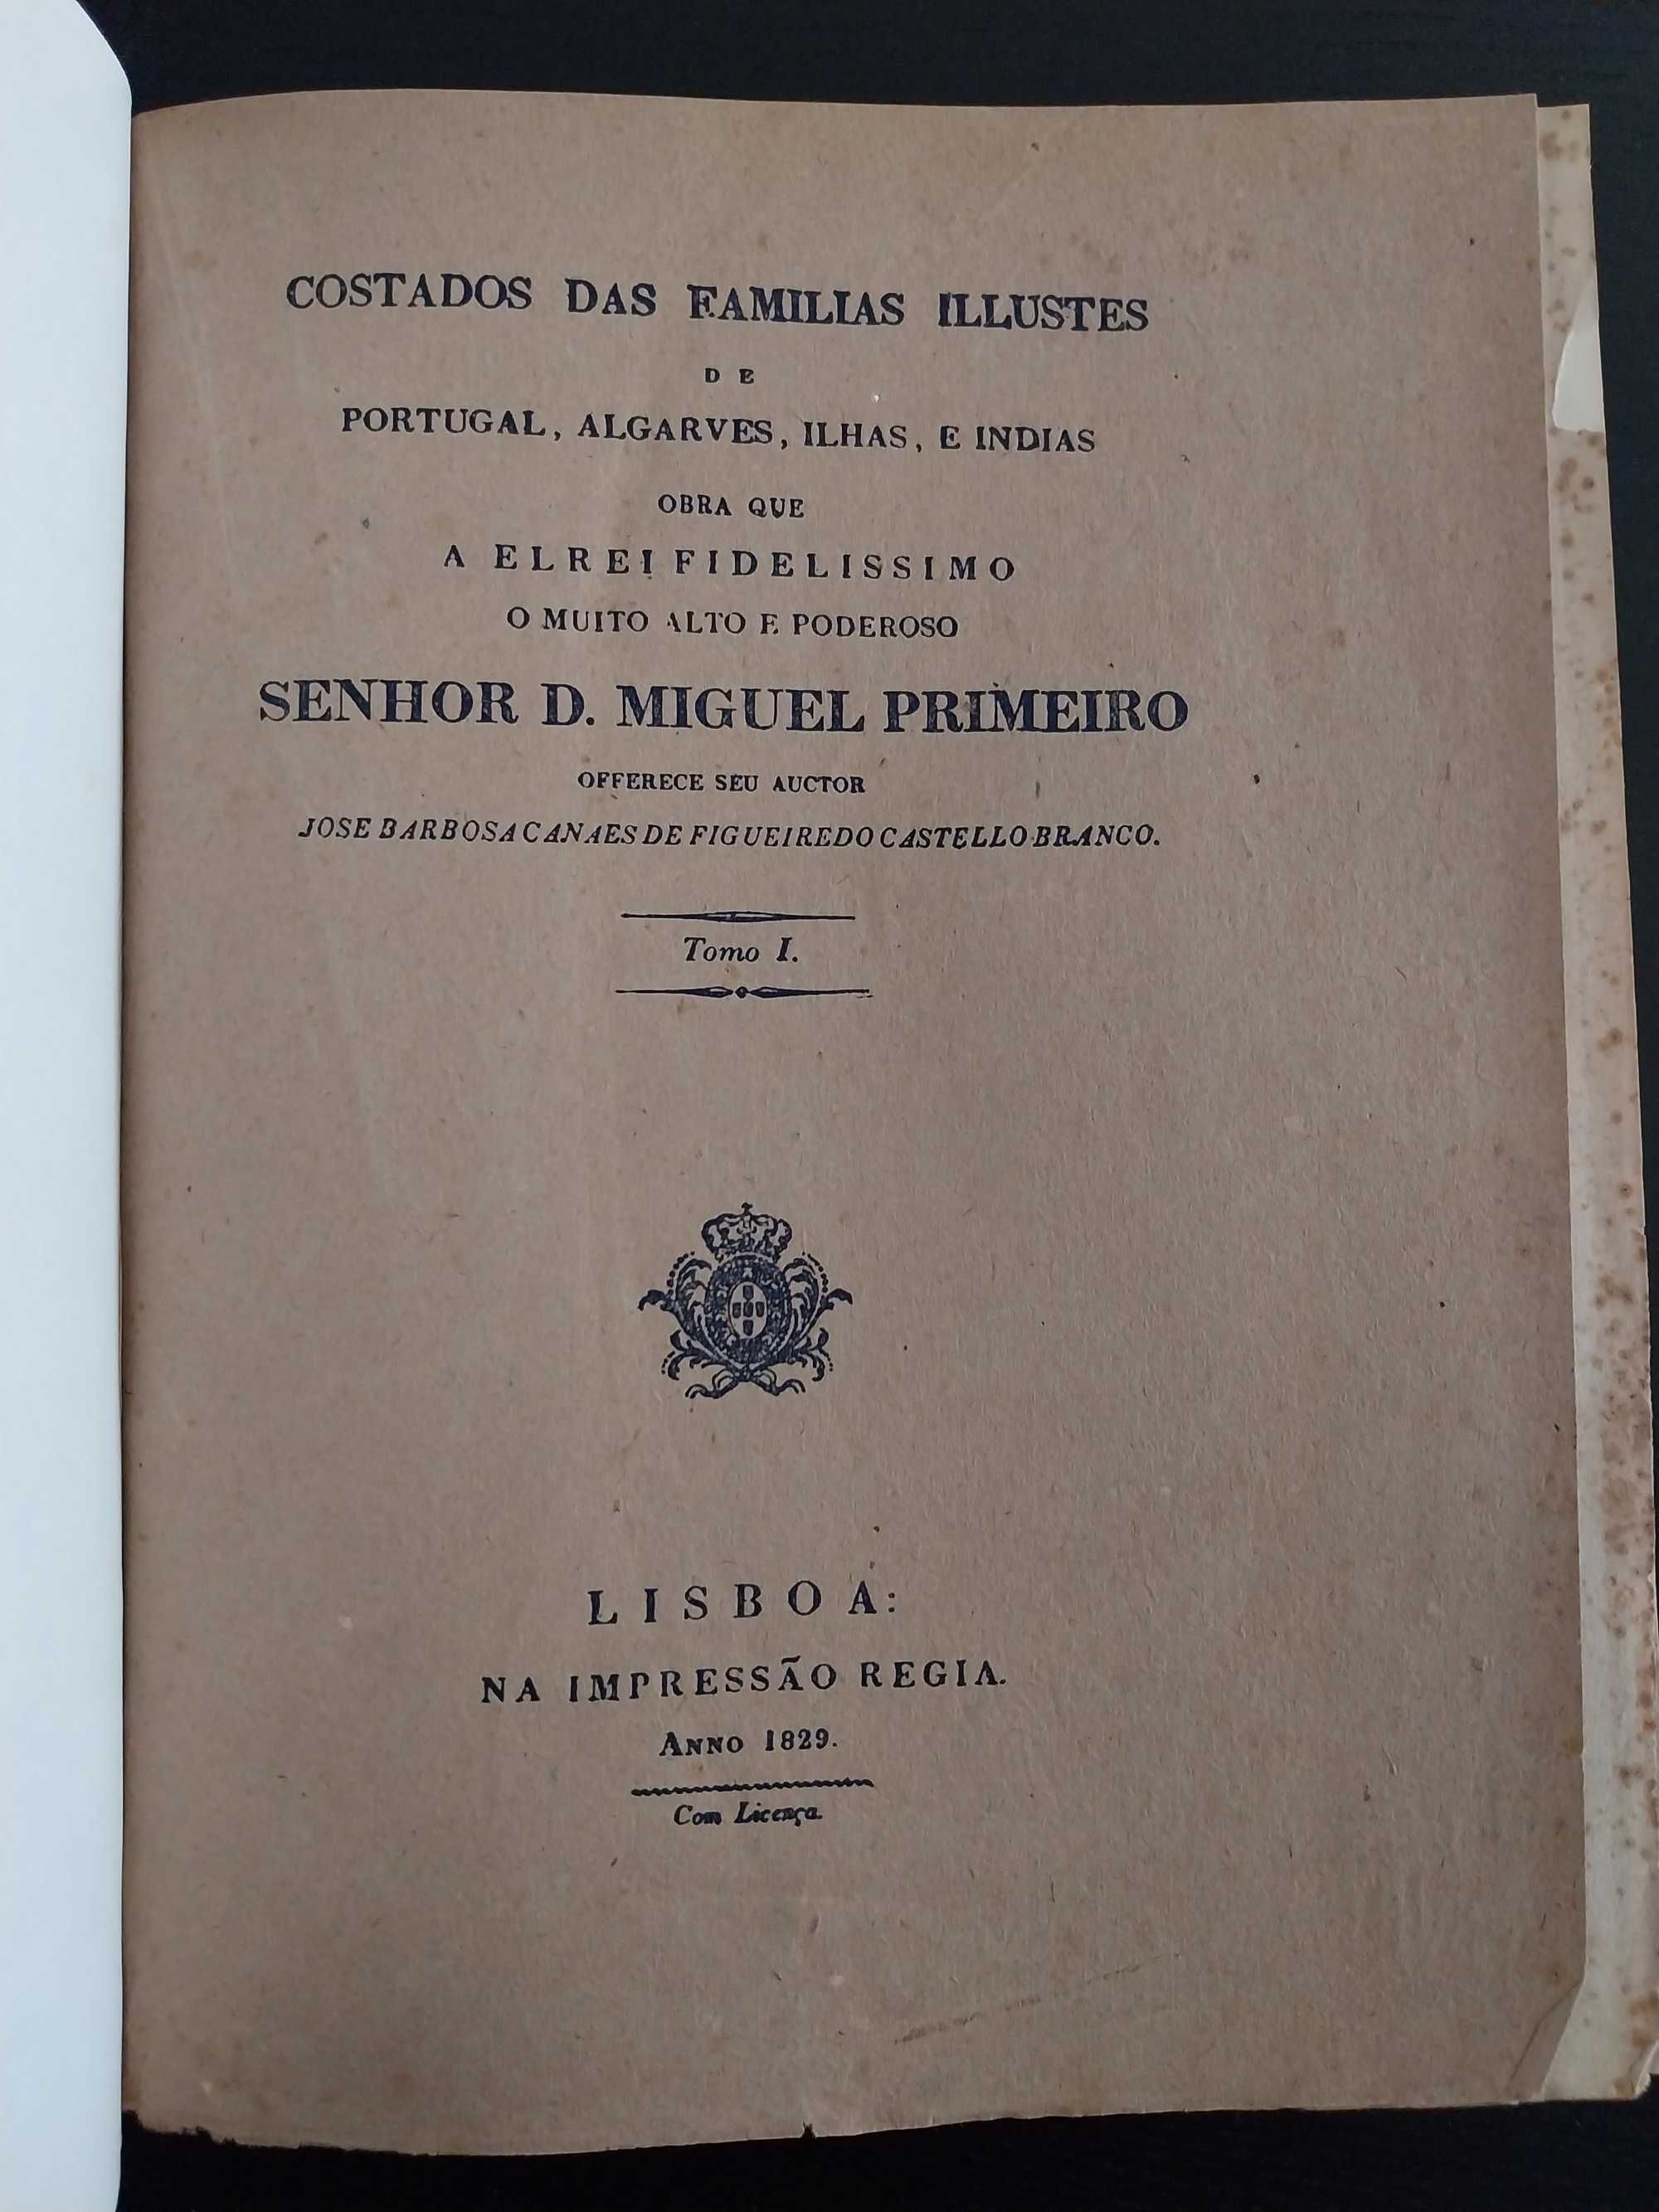 COSTADOS DAS FAMILIAS ILLUSTES
DE
PORTUGAL, ALGARVES, ILHAS, E INDIAS
OBRA QUE
A ELREI FIDELISSIMO
O MUITO ALTO E PODEROSO
SENHOR D. MIGUEL PRIMEIRO
OFFERECE SEU AUCTOR
JOSE BARBOSA CANAES DE FIGUEIREDO CASTELLO-BRANCO.
Tomo I.
LISBOA:
NA IMPRESSÃO REGIA.
ANNO 1829.
Com Licença.